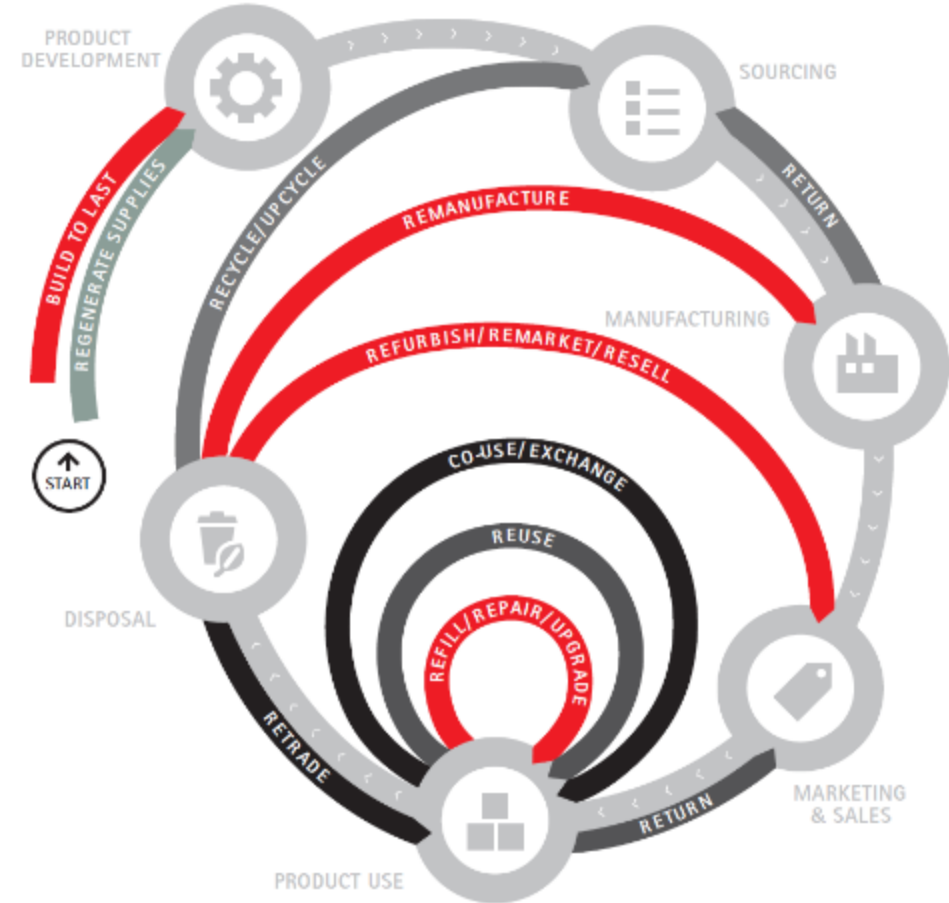 PRODUCT
DEVELOPMENT
SOURCING
BUILD TO LAST
REGENERATE SUPPLIES
START
RECYCLE/UPCYCLE
REMANUFACTURE
RETURN
MANUFACTURING
REFURBISH/REMARKET/RESELL
CO-USE/EXCHANGE
REUSE
REFILL/REPAIR/UPGRADE
DISPOSAL
RETRADE
RETURN
MARKETING
& SALES
PRODUCT USE